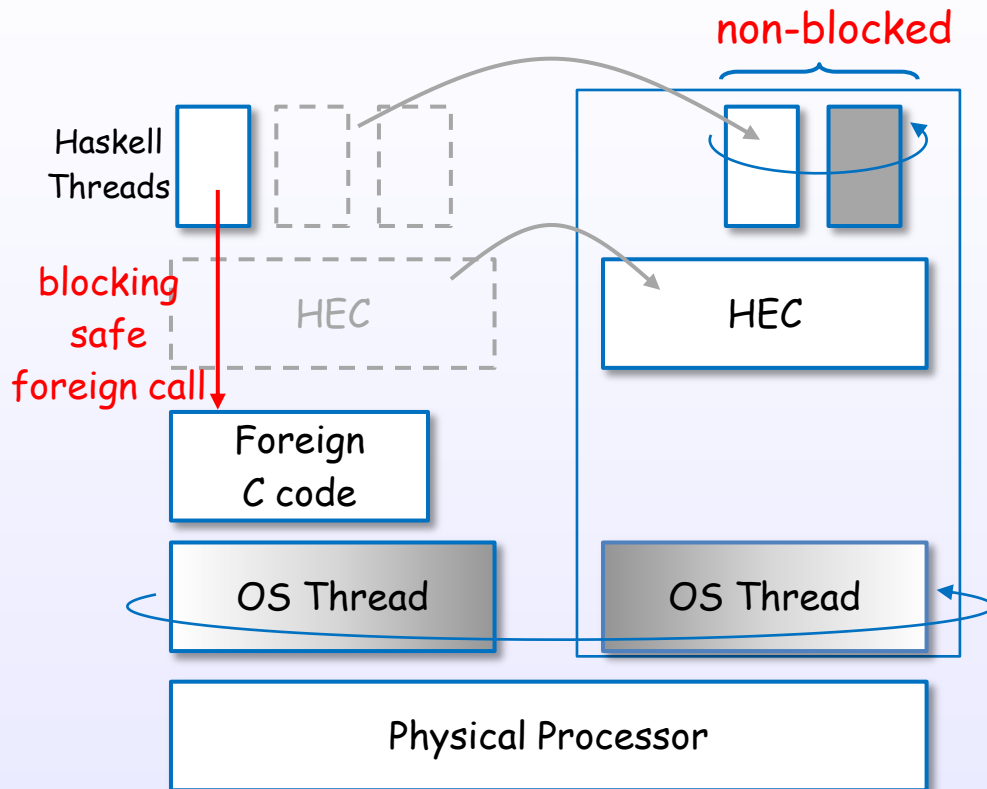 non-blocked
Haskell
Threads
blocking
safe
foreign call
HEC
HEC
Foreign
C code
OS Thread
OS Thread
Physical Processor